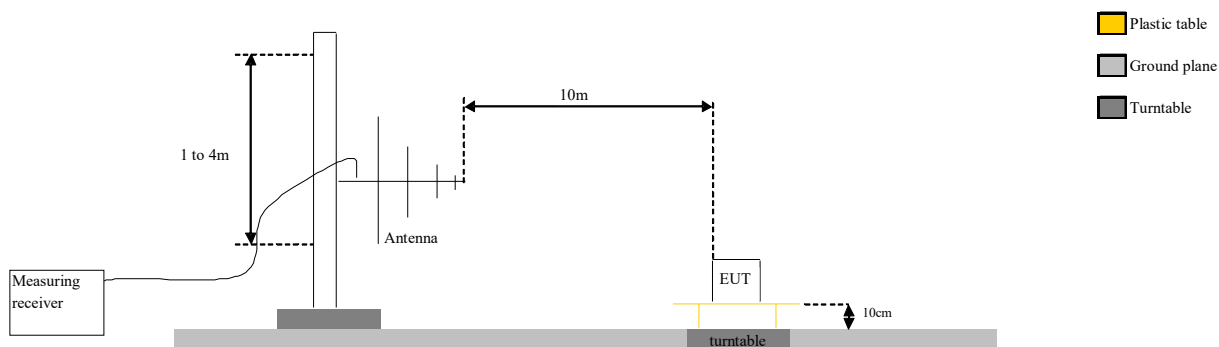 Plastic table
Ground plane
Turntable
10m
1 to 4m
Antenna
Measuring
receiver
EUT
10cm
turntable